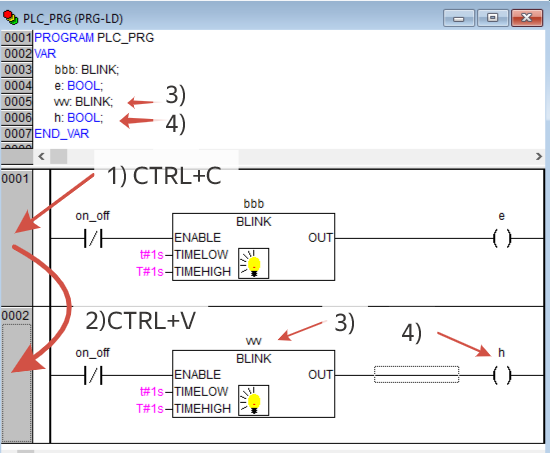 PLC_PRG (PRG-LD)
0001 PROGRAM PLC_PRG
0002 VAR
0003 bbb: BLINK;
0004 e: BOOL;
0005 vv: BLINK; 3)
0006 h: BOOL; 4)
0007 END_VAR
0001
1) CTRL+C
bbb
on_off BLINK e
ENABLE OUT
t#1s TIMELOW
T#1s TIMEHIGH
0002
2)CTRL+V
3)
4)
vv
on_off BLINK h
ENABLE OUT
t#1s TIMELOW
T#1s TIMEHIGH